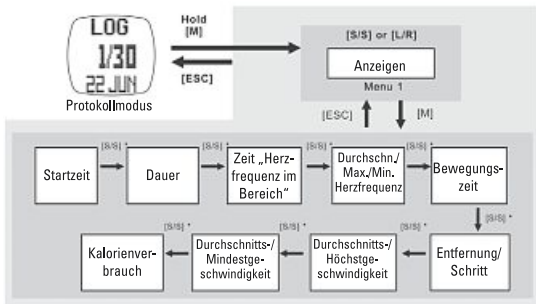 LOG
1/30
22 JUN
Protokollmodus
Hold
[M]
[ESC]
[S/S] or [L/R]
Anzeigen
Menu 1
[ESC]
[M]
Startzeit
[S/S] *
Dauer
[S/S] *
Zeit „Herz-
frequenz im
Bereich“
[S/S] *
Durchschn./
Max./Min.
Herzfrequenz
[S/S] *
Bewegungs-
zeit
[S/S] *
Entfernung/
Schritt
[S/S] *
Durchschnitts-/
Höchstge-
schwindigkeit
[S/S] *
Durchschnitts-/
Mindestge-
schwindigkeit
[S/S] *
Kalorienver-
brauch